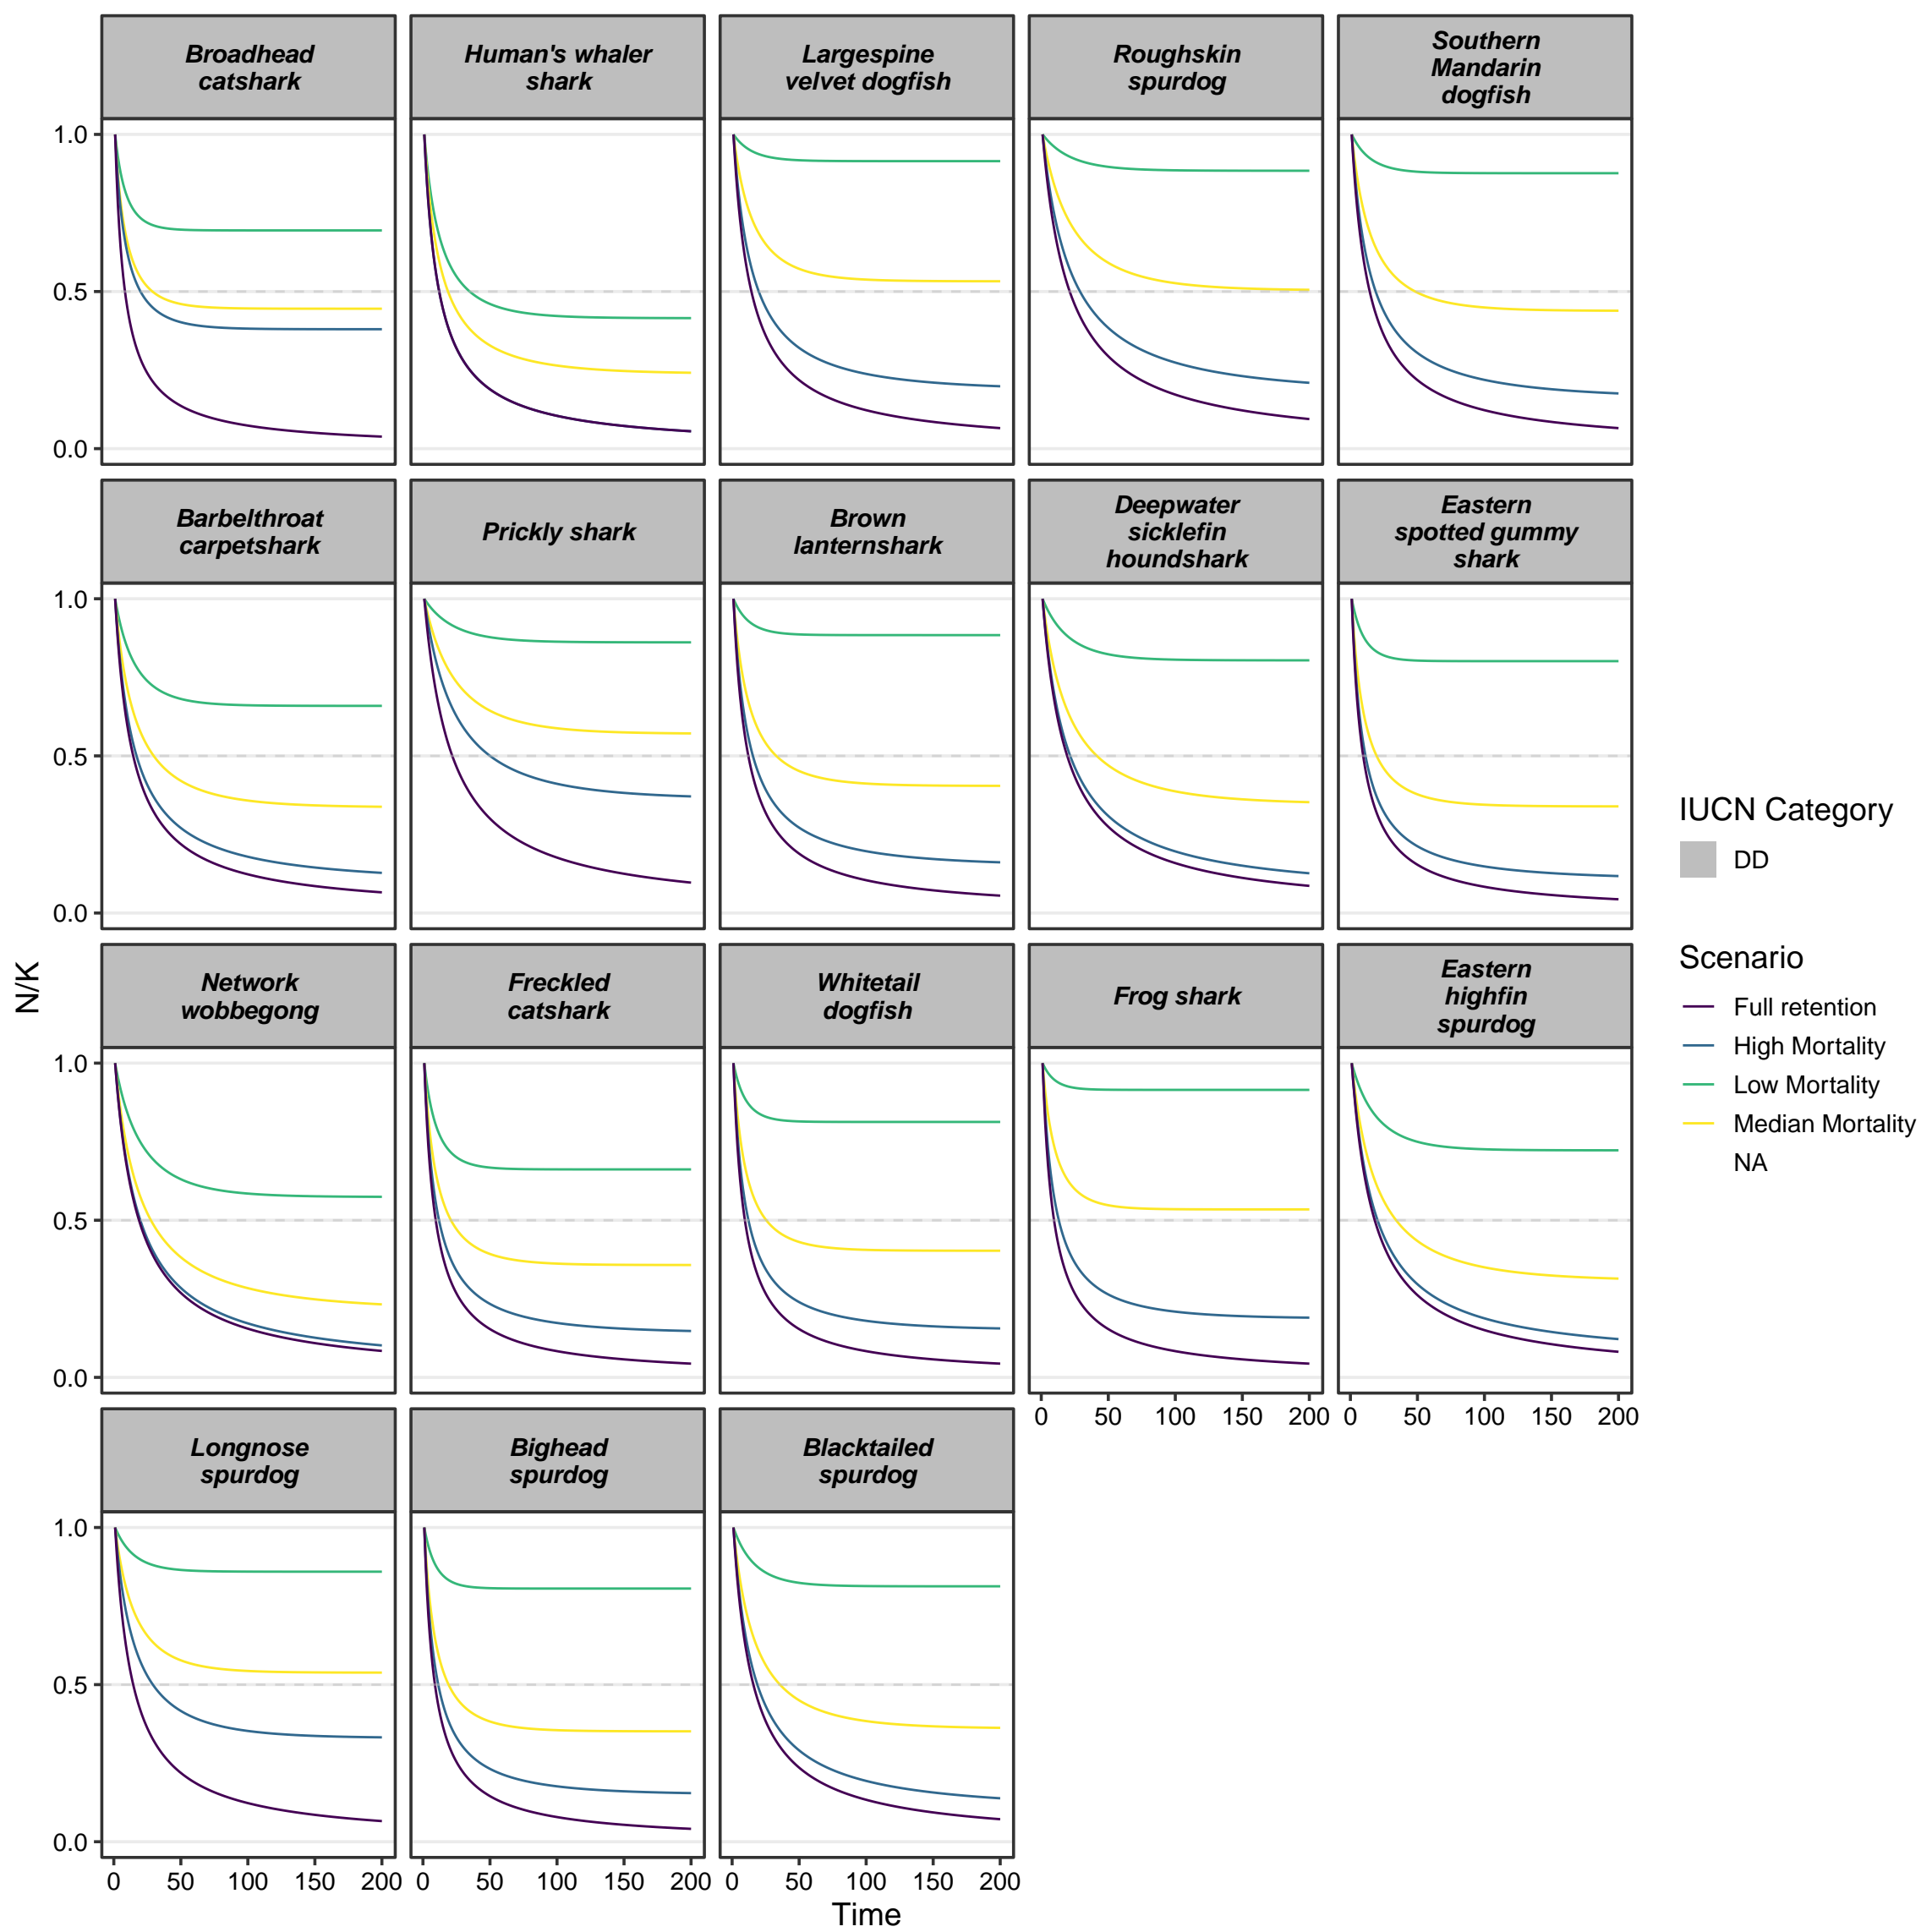 Broadhead
catshark
Human's whaler
shark
Largespine
velvet dogfish
Roughskin
spurdog
Southern
Mandarin
dogfish
1.0
0.5
0.0
Barbelthroat
carpetshark
Prickly shark
Brown
lanternshark
Deepwater
sicklefin
houndshark
Eastern
spotted gummy
shark
1.0
0.5
0.0
Network
wobbegong
Freckled
catshark
Whitetail
dogfish
Frog shark
Eastern
highfin
spurdog
1.0
0.5
0.0
0 50 100 150 200
0 50 100 150 200
Longnose
spurdog
Bighead
spurdog
Blacktailed
spurdog
1.0
0.5
0.0
0 50 100 150 200
0 50 100 150 200
0 50 100 150 200
Time
N/K
IUCN Category
DD
Scenario
Full retention
High Mortality
Low Mortality
Median Mortality
NA